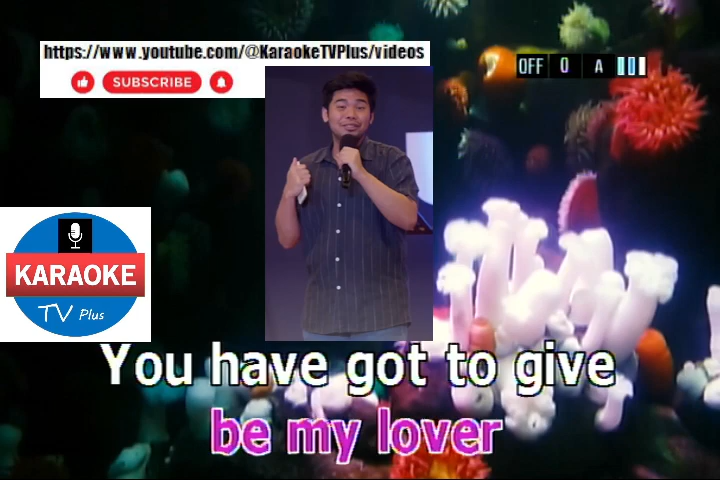 https://www.youtube.com/@KaraokeTVPlus/videos
SUBSCRIBE
OFF 0 A
KARAOKE
TV Plus
You have got to give
be my lover